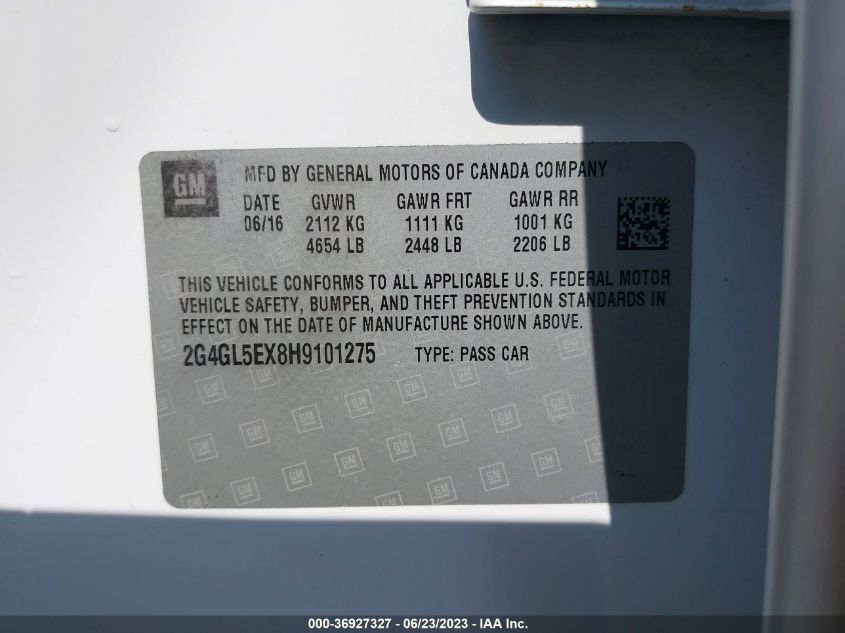 GM MFD BY GENERAL MOTORS OF CANADA COMPANY
DATE GVWR GAWR FRT GAWR RR
06/16 2112 KG 1111 KG 1001 KG
4654 LB 2448 LB 2206 LB
THIS VEHICLE CONFORMS TO ALL APPLICABLE U.S. FEDERAL MOTOR
VEHICLE SAFETY, BUMPER, AND THEFT PREVENTION STANDARDS IN
EFFECT ON THE DATE OF MANUFACTURE SHOWN ABOVE.
2G4GL5EX8H9101275 TYPE: PASS CAR
000-36927327 - 06/23/2023 - Copyright © 2023 - IAA Inc.